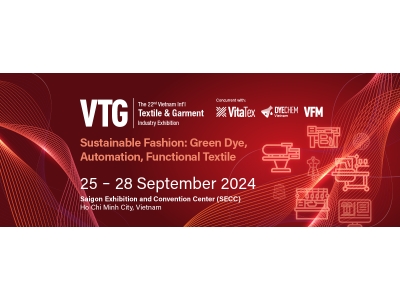 VTG
The 22nd Vietnam Int'l
Textile & Garment
Industry Exhibition
Concurrent with:
VitaTex
DYECHEM
Vietnam
VFM
Sustainable Fashion: Green Dye,
Automation, Functional Textile
25 – 28 September 2024
Saigon Exhibition and Convention Center (SECC)
Ho Chi Minh City, Vietnam